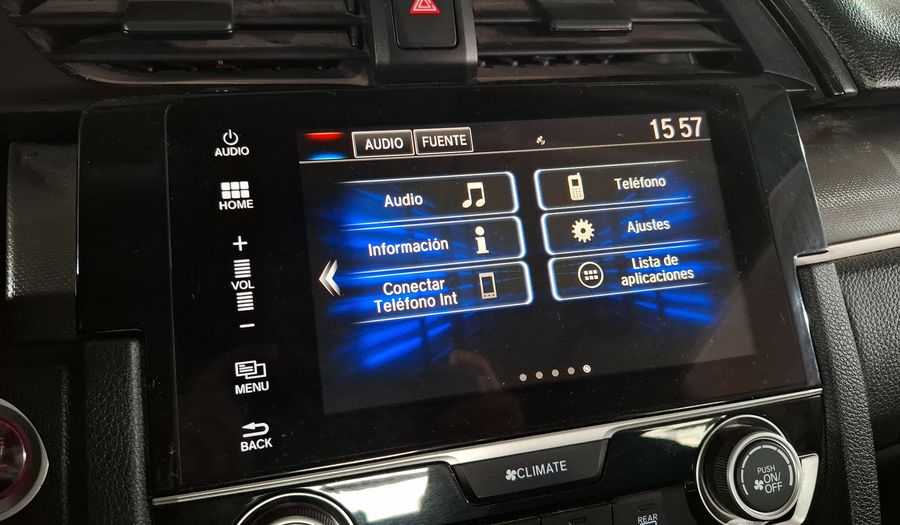 AUDIO
HOME
+
VOL
−
MENU
BACK
AUDIO
FUENTE
15 57
Audio
Teléfono
Información
Ajustes
Conectar
Teléfono Int
Lista de
aplicaciones
CLIMATE
PUSH
ON/
OFF
REAR